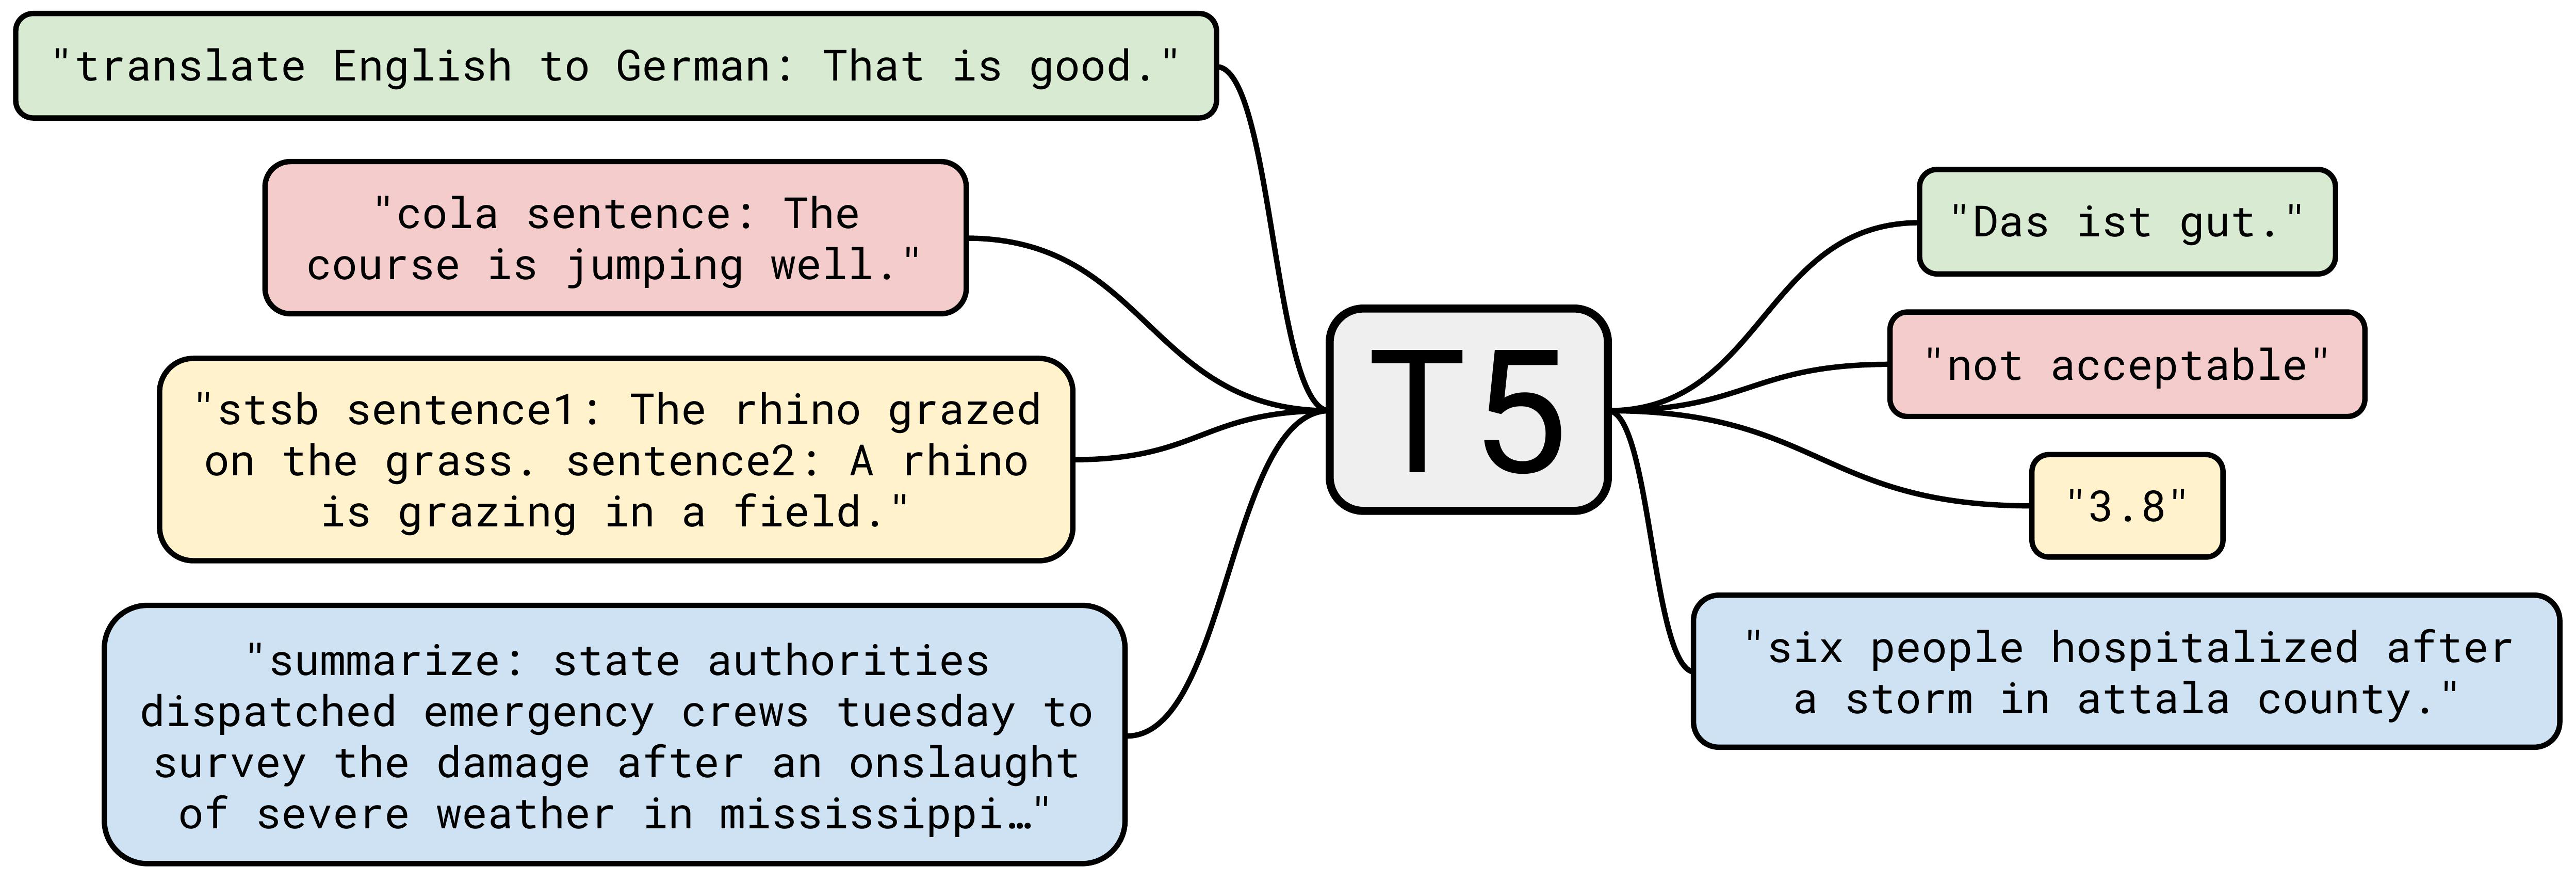 "translate English to German: That is good."
"cola sentence: The
course is jumping well."
"stsb sentence1: The rhino grazed
on the grass. sentence2: A rhino
is grazing in a field."
"summarize: state authorities
dispatched emergency crews tuesday to
survey the damage after an onslaught
of severe weather in mississippi…"
T5
"Das ist gut."
"not acceptable"
"3.8"
"six people hospitalized after
a storm in attala county."